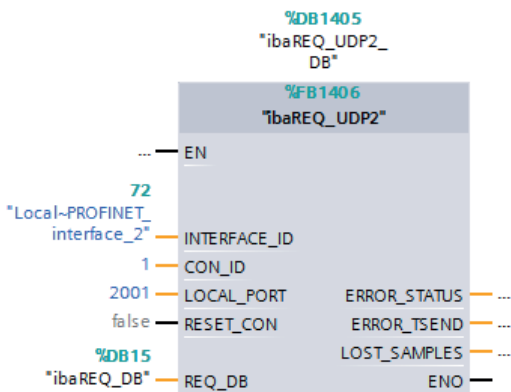 %DB1405
"ibaREQ_UDP2_
DB"
%FB1406
"ibaREQ_UDP2"
... EN
72
"Local~PROFINET_
interface_2" INTERFACE_ID
1 CON_ID
2001 LOCAL_PORT ERROR_STATUS ...
false RESET_CON ERROR_TSEND ...
%DB15 LOST_SAMPLES ...
"ibaREQ_DB" REQ_DB ENO